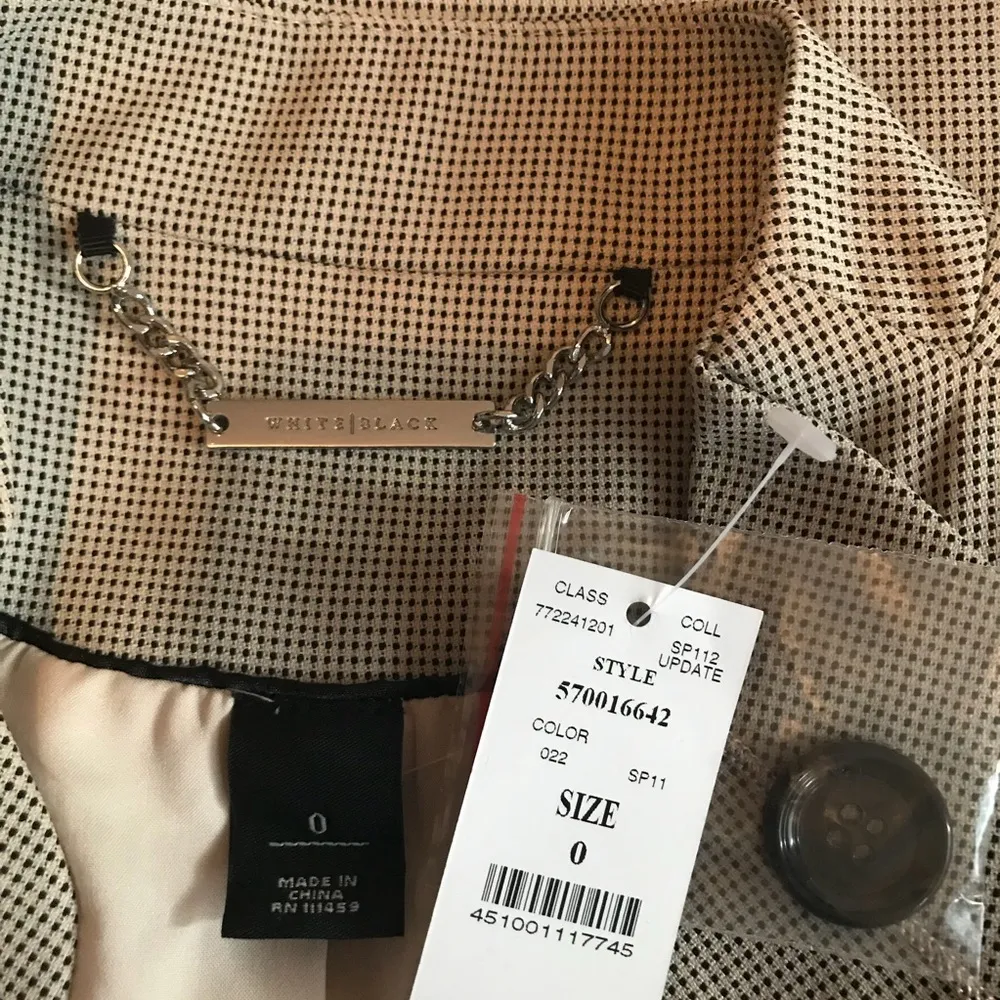 WHITE|BLACK
CLASS
772241201
COLL
SP112
UPDATE
STYLE
570016642
COLOR
022
SP11
SIZE
0
451001117745
0
MADE IN
CHINA
RN 111459